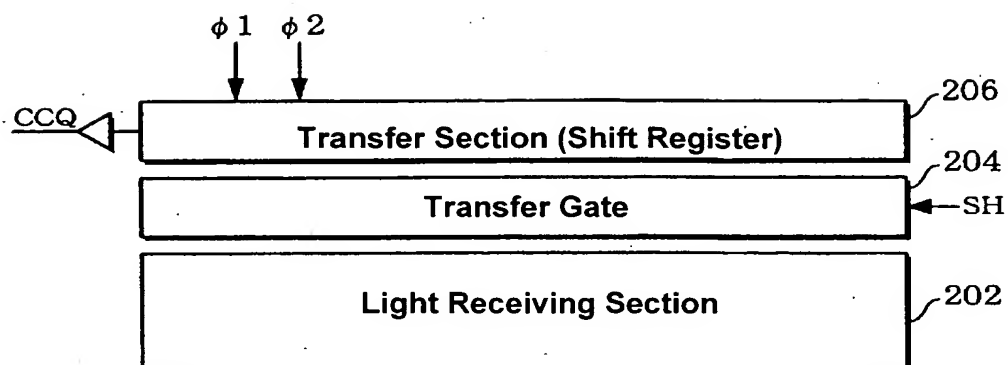 φ1 φ2
CCQ
206
Transfer Section (Shift Register)
204
Transfer Gate
SH
Light Receiving Section
202